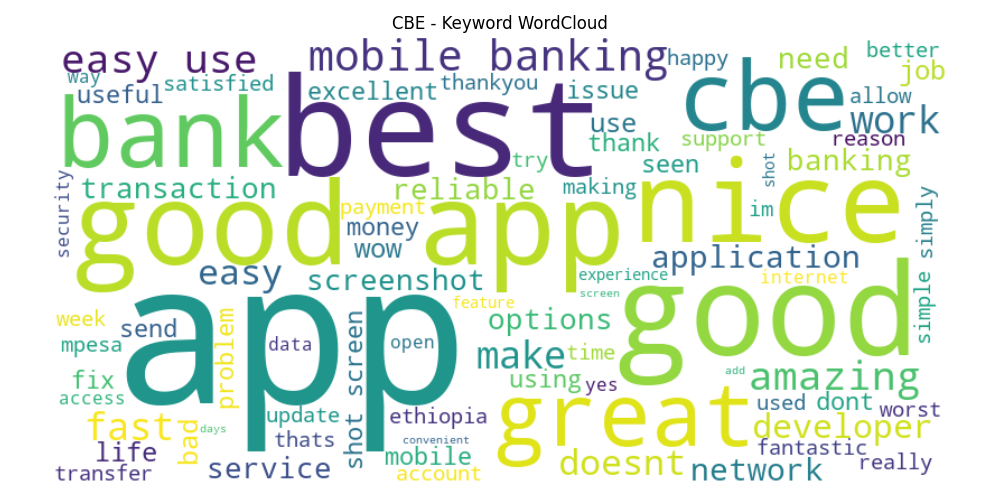 CBE - Keyword WordCloud
easy use
mobile banking
happy
need
better
way
satisfied
job
useful
excellent
thankyou
issue
cbe
allow
bank
best
use
work
thank
support
reason
try
seen
shot
banking
security
transaction
reliable
making
nice
simple simply
good app
payment
im
money
wow
application
easy
screenshot
experience
internet
good
app
screen
feature
week
send
problem
shot screen
options
mpesa
data
open
make
time
fix
using
yes
add
amazing
access
great
used
dont
worst
fast
bad
days
update
ethiopia
developer
life
thats
convenient
fantastic
transfer
service
mobile
account
doesnt
network
really